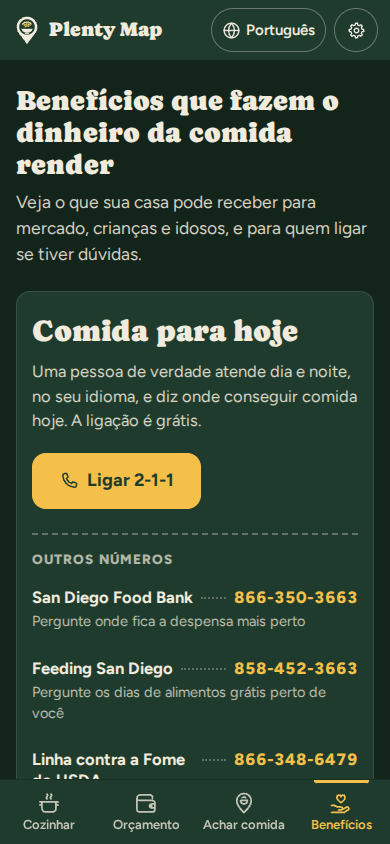 Plenty Map
Português
Benefícios que fazem o
dinheiro da comida
render
Veja o que sua casa pode receber para
mercado, crianças e idosos, e para quem ligar
se tiver dúvidas.
Comida para hoje
Uma pessoa de verdade atende dia e noite,
no seu idioma, e diz onde conseguir comida
hoje. A ligação é grátis.
Ligar 2-1-1
OUTROS NÚMEROS
San Diego Food Bank 866-350-3663
Pergunte onde fica a despensa mais perto
Feeding San Diego 858-452-3663
Pergunte os dias de alimentos grátis perto de
você
Linha contra a Fome 866-348-6479
do USDA
Cozinhar
Orçamento
Achar comida
Benefícios